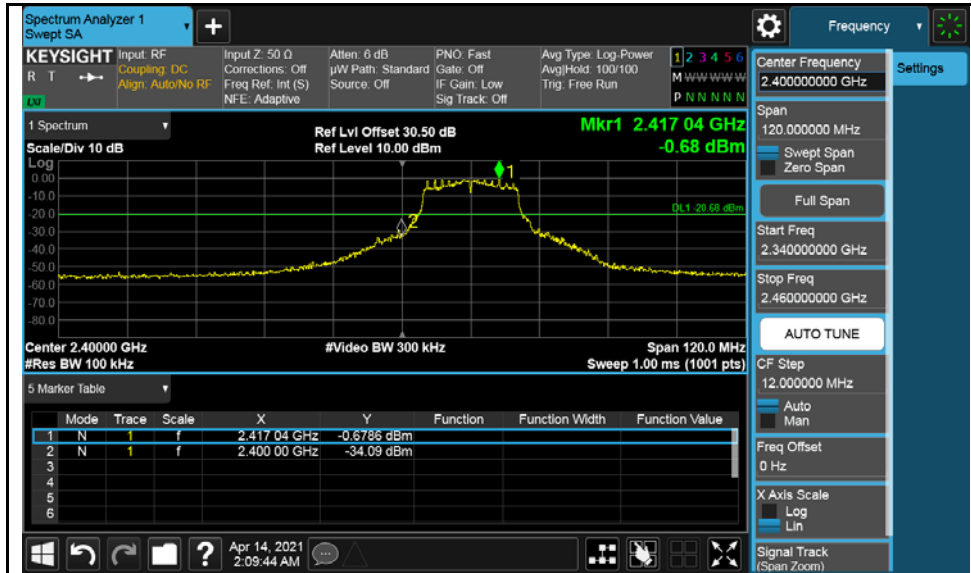 Spectrum Analyzer 1
Swept SA
+
Frequency
KEYSIGHT
R T
LXI
Input: RF
Coupling: DC
Align: Auto/No RF
Input Z: 50 Ω
Corrections: Off
Freq Ref: Int (S)
NFE: Adaptive
Atten: 6 dB
µW Path: Standard
Source: Off
PNO: Fast
Gate: Off
IF Gain: Low
Sig Track: Off
Avg Type: Log-Power
Avg|Hold: 100/100
Trig: Free Run
1 2 3 4 5 6
M W W W W W
P N N N N N
1 Spectrum
Scale/Div 10 dB
Ref Lvl Offset 30.50 dB
Ref Level 10.00 dBm
Mkr1 2.417 04 GHz
-0.68 dBm
Log
0.00
-10.0
-20.0
-30.0
-40.0
-50.0
-60.0
-70.0
-80.0
1
2
DL1 -20.68 dBm
Center 2.40000 GHz
#Video BW 300 kHz
Span 120.0 MHz
#Res BW 100 kHz
Sweep 1.00 ms (1001 pts)
5 Marker Table
Mode Trace Scale X Y Function Function Width Function Value
1 N 1 f 2.417 04 GHz -0.6786 dBm
2 N 1 f 2.400 00 GHz -34.09 dBm
3
4
5
6
?
Apr 14, 2021
2:09:44 AM
Center Frequency
2.400000000 GHz
Settings
Span
120.000000 MHz
Swept Span
Zero Span
Full Span
Start Freq
2.340000000 GHz
Stop Freq
2.460000000 GHz
AUTO TUNE
CF Step
12.000000 MHz
Auto
Man
Freq Offset
0 Hz
X Axis Scale
Log
Lin
Signal Track
(Span Zoom)